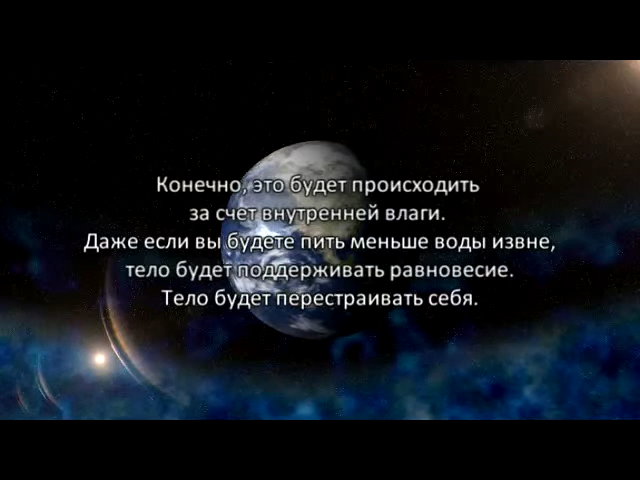 Конечно, это будет происходить
за счет внутренней влаги.
Даже если вы будете пить меньше воды извне,
тело будет поддерживать равновесие.
Тело будет перестраивать себя.